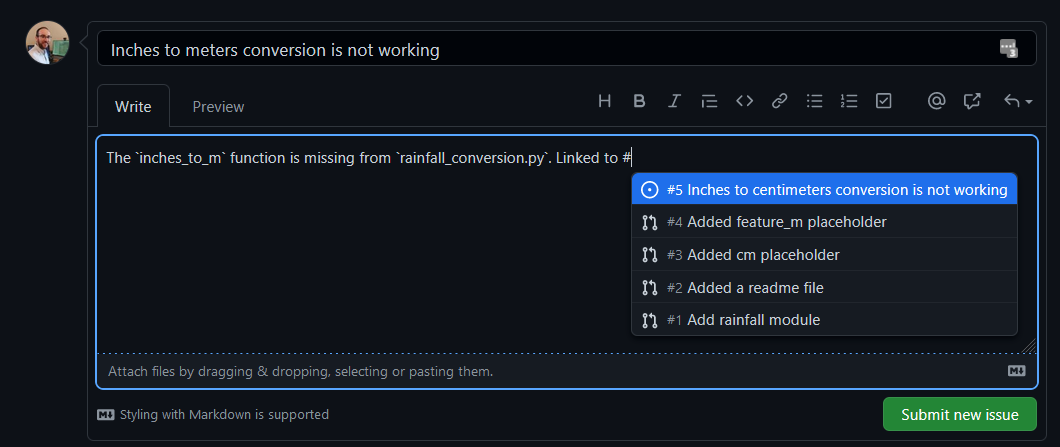 Inches to meters conversion is not working
3
Write Preview H B I @
The `inches_to_m` function is missing from `rainfall_conversion.py`. Linked to #
#5 Inches to centimeters conversion is not working
#4 Added feature_m placeholder
#3 Added cm placeholder
#2 Added a readme file
#1 Add rainfall module
Attach files by dragging & dropping, selecting or pasting them.
M
M Styling with Markdown is supported
Submit new issue